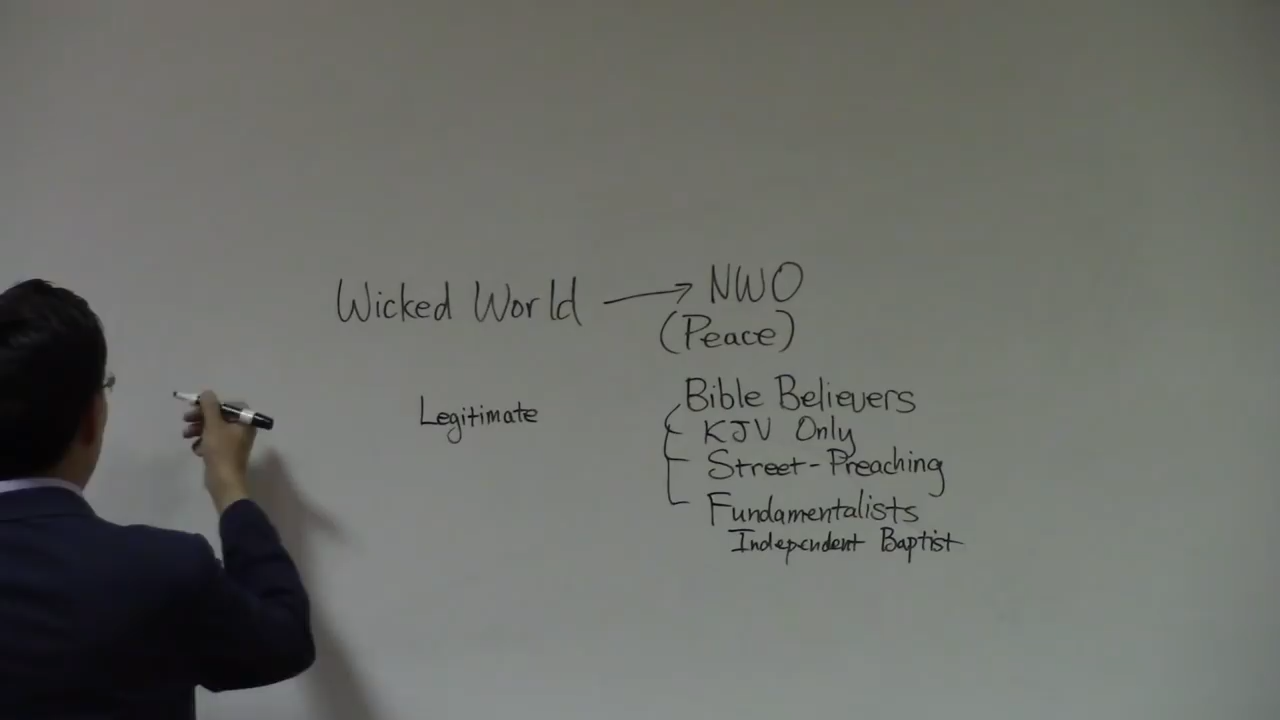 Wicked World → NWO
(Peace)
Bible Believers
Legitimate
KJV Only
Street-Preaching
Fundamentalists
Independent Baptist